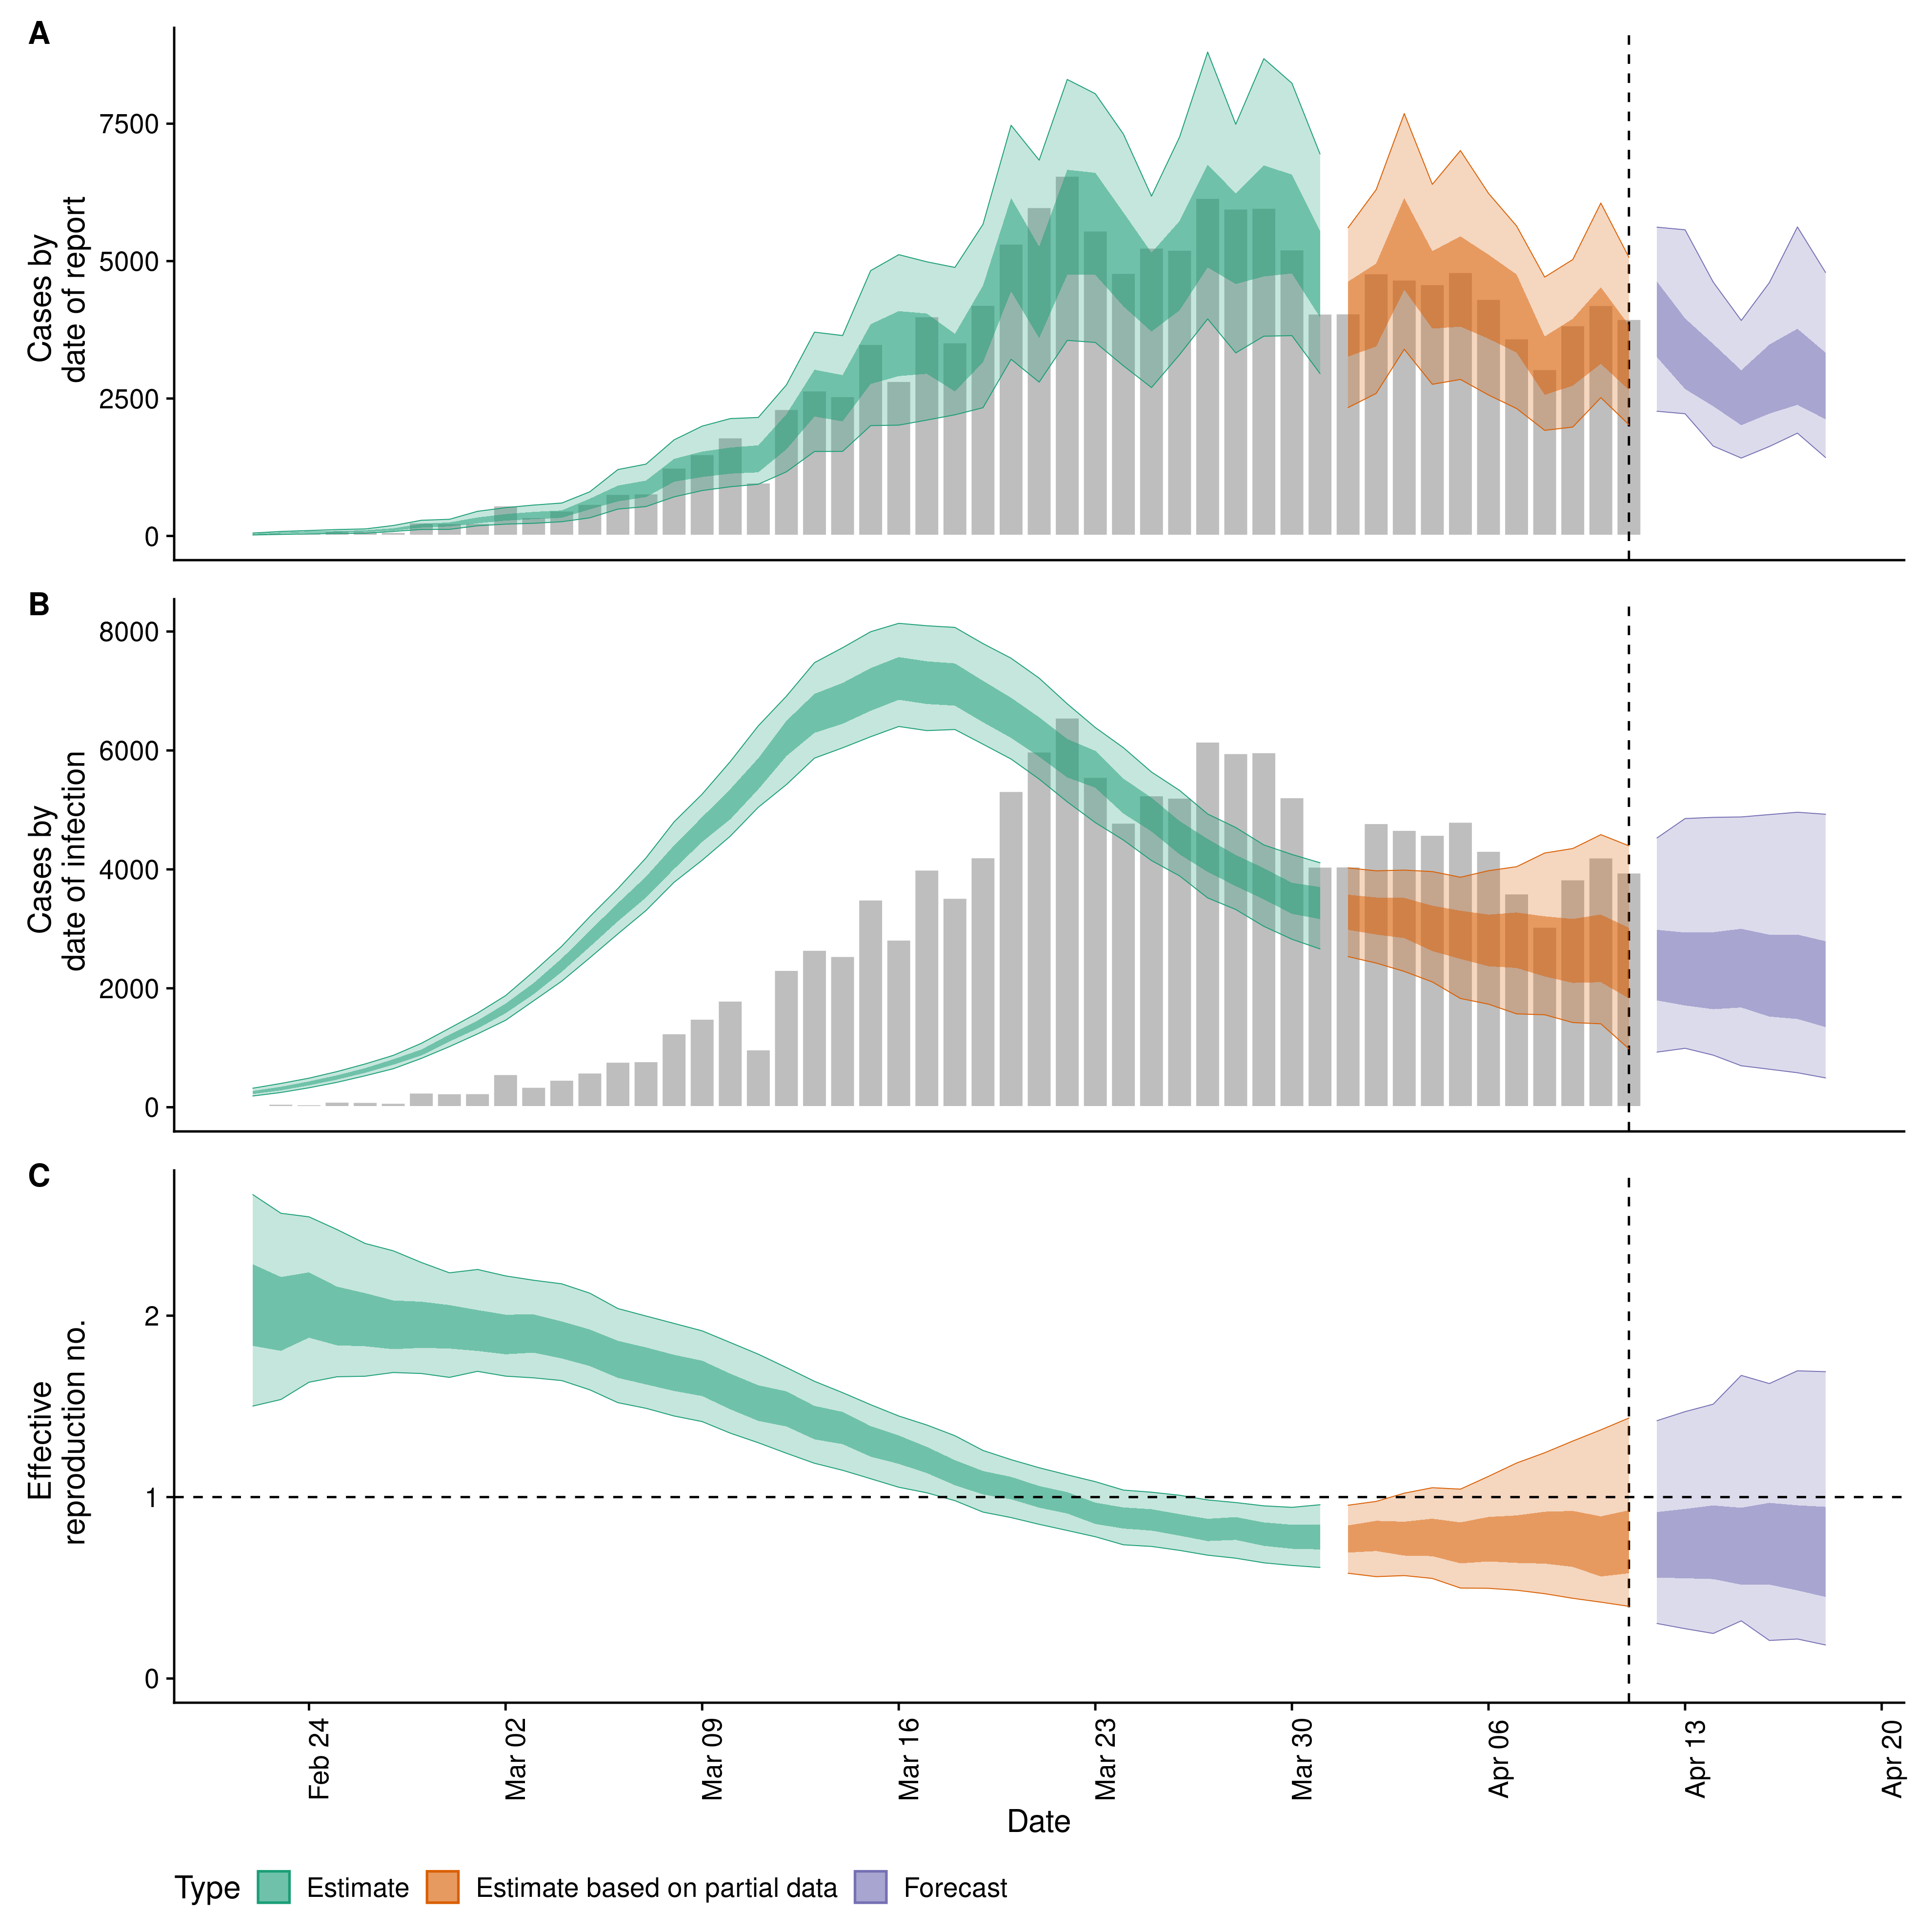 A
Cases by
date of report
7500
5000
2500
0
B
Cases by
date of infection
8000
6000
4000
2000
0
C
Effective
reproduction no.
2
1
0
Feb 24
Mar 02
Mar 09
Mar 16
Mar 23
Mar 30
Apr 06
Apr 13
Apr 20
Date
Type Estimate Estimate based on partial data Forecast